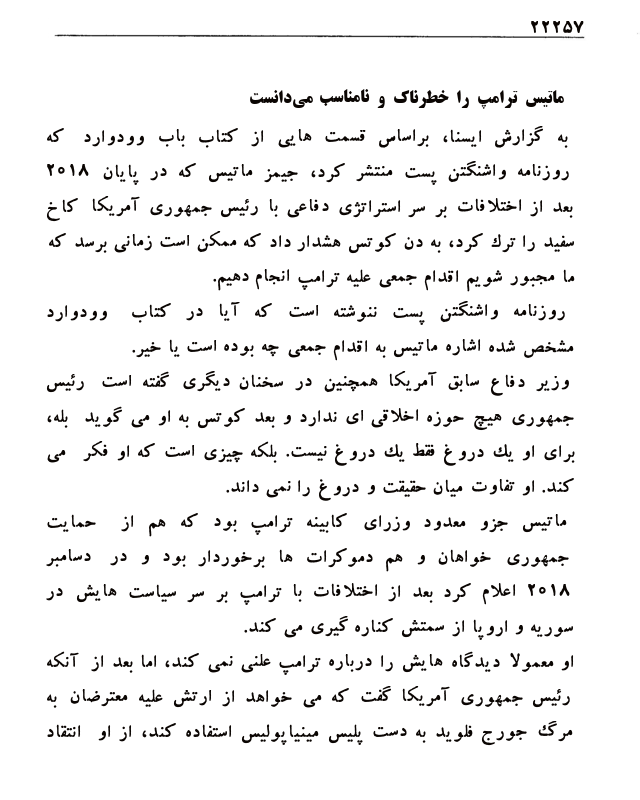 ۲۲۲۵۷
ماتیس ترامپ را خطرناک و نامناسب می‌دانست
به گزارش ایسنا، براساس قسمت هایی از کتاب باب وودوارد که
روزنامه واشنگتن پست منتشر کرد، جیمز ماتیس که در پایان ۲۰۱۸
بعد از اختلافات بر سر استراتژی دفاعی با رئیس جمهوری آمریکا کاخ
سفید را ترک کرد، به دن کوتس هشدار داد که ممکن است زمانی برسد که
ما مجبور شویم اقدام جمعی علیه ترامپ انجام دهیم.
روزنامه واشنگتن پست ننوشته است که آیا در کتاب وودوارد
مشخص شده اشاره ماتیس به اقدام جمعی چه بوده است یا خیر.
وزیر دفاع سابق آمریکا همچنین در سخنان دیگری گفته است رئیس
جمهوری هیچ حوزه اخلاقی ای ندارد و بعد کوتس به او می گوید بله،
برای او یک دروغ فقط یک دروغ نیست. بلکه چیزی است که او فکر می
کند. او تفاوت میان حقیقت و دروغ را نمی داند.
ماتیس جزو معدود وزرای کابینه ترامپ بود که هم از حمایت
جمهوری خواهان و هم دموکرات ها برخوردار بود و در دسامبر
۲۰۱۸ اعلام کرد بعد از اختلافات با ترامپ بر سر سیاست هایش در
سوریه و اروپا از سمتش کناره گیری می کند.
او معمولا دیدگاه هایش را درباره ترامپ علنی نمی کند، اما بعد از آنکه
رئیس جمهوری آمریکا گفت که می خواهد از ارتش علیه معترضان به
مرگ جورج فلوید به دست پلیس مینیاپولیس استفاده کند، از او انتقاد